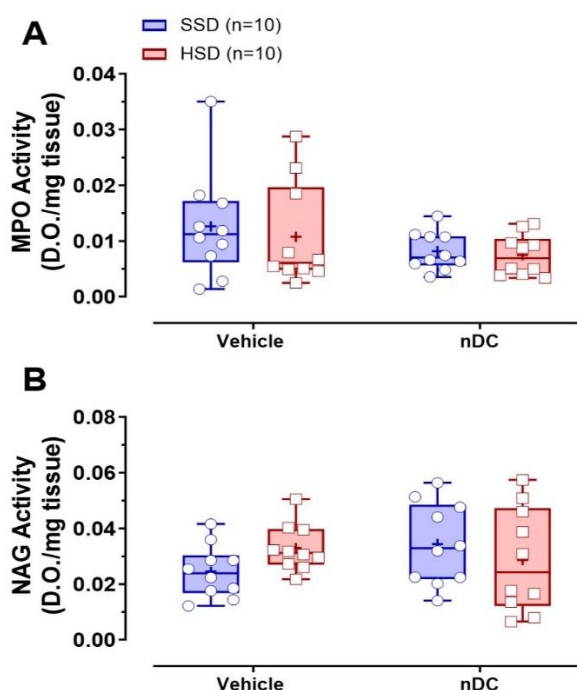 A
SSD (n=10)
HSD (n=10)
MPO Activity
(D.O./mg tissue)
0.04
0.03
0.02
0.01
0.00
Vehicle nDC
B
NAG Activity
(D.O./mg tissue)
0.08
0.06
0.04
0.02
0.00
Vehicle nDC